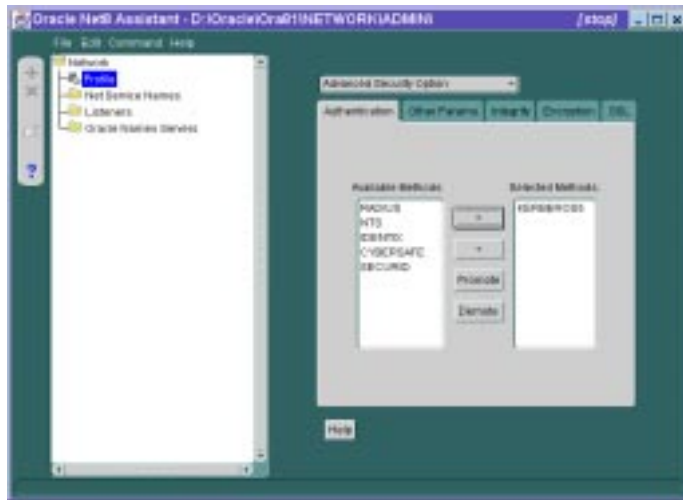 Oracle Net8 Assistant - D:\Oracle\Ora81\NETWORK\ADMIN\
File Edit Command Help
Network
Profile
Net Service Names
Listeners
Oracle Names Servers
?
Advanced Security Option
Authentication Other Params Integrity Encryption SSL
Available Methods: Selected Methods:
RADIUS
NTS
IDENTIX
CYBERSAFE
SECURID
KERBEROS5
>
<
Promote
Demote
Help